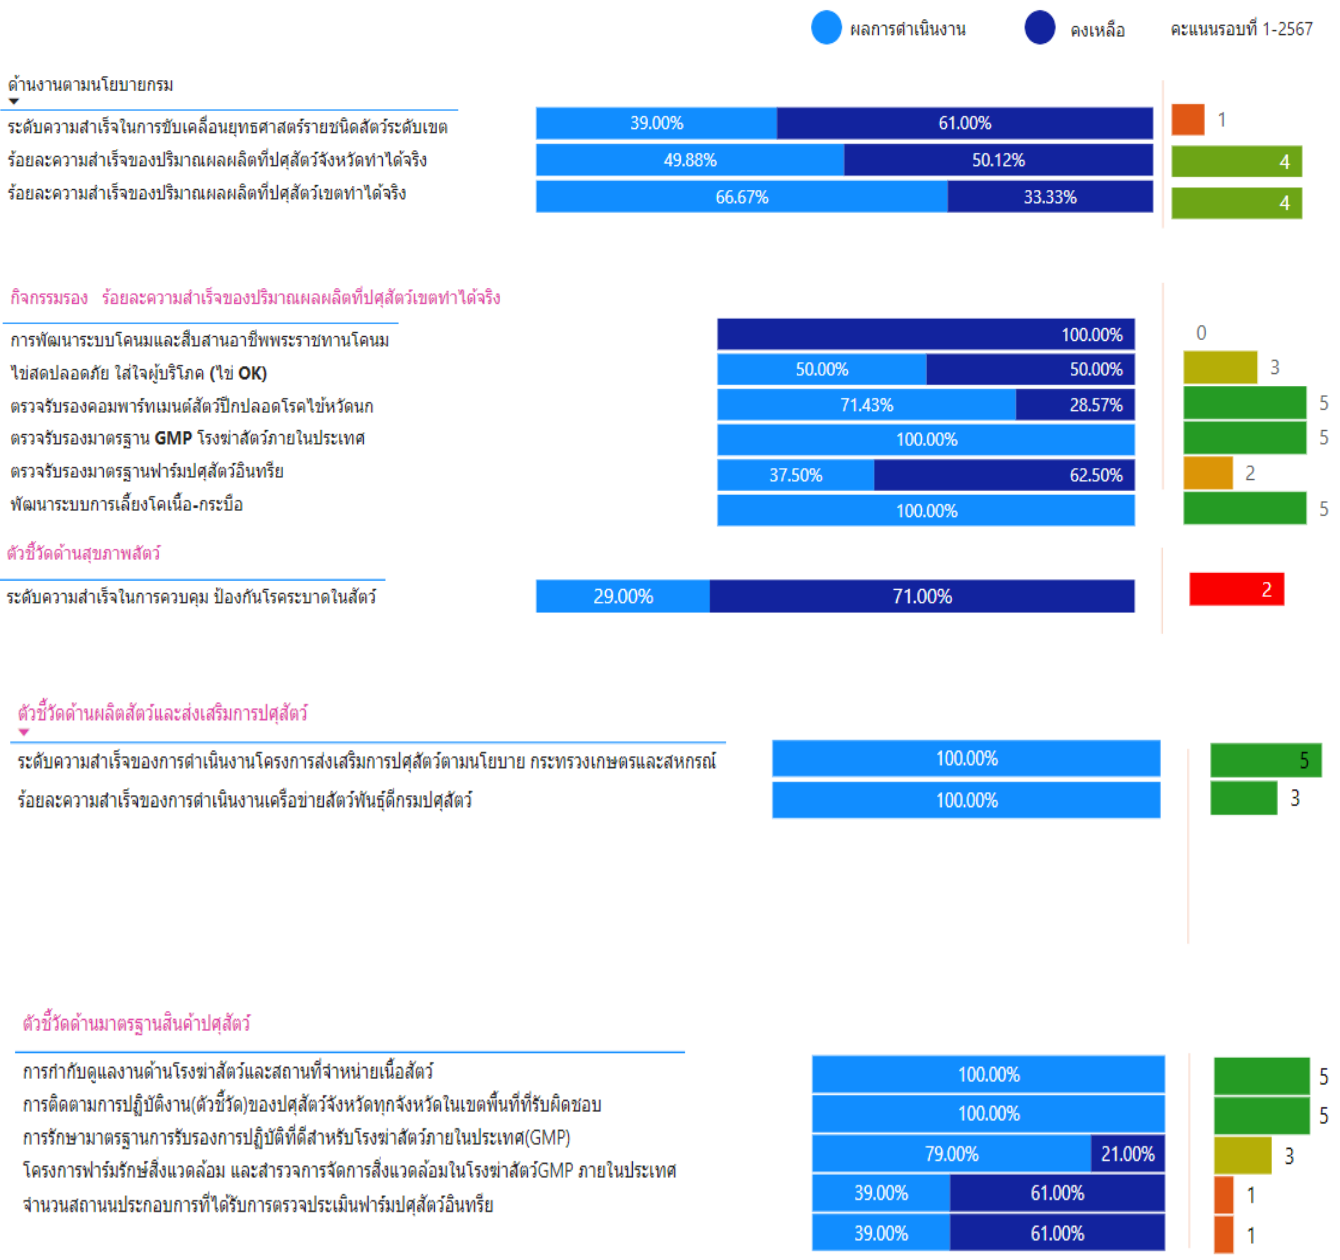 ผลการดำเนินงาน คงเหลือ คะแนนรอบที่ 1-2567
ด้านงานตามนโยบายกรม
ระดับความสำเร็จในการขับเคลื่อนยุทธศาสตร์รายชนิดสัตว์ระดับเขต 39.00% 61.00% 1
ร้อยละความสำเร็จของปริมาณผลผลิตที่ปศุสัตว์จังหวัดทำได้จริง 49.88% 50.12% 4
ร้อยละความสำเร็จของปริมาณผลผลิตที่ปศุสัตว์เขตทำได้จริง 66.67% 33.33% 4
กิจกรรมรอง ร้อยละความสำเร็จของปริมาณผลผลิตที่ปศุสัตว์เขตทำได้จริง
การพัฒนาระบบโคนมและสืบสานอาชีพพระราชทานโคนม 100.00% 0
ไข่สดปลอดภัย ใส่ใจผู้บริโภค (ไข่ OK) 50.00% 50.00% 3
ตรวจรับรองคอมพาร์ทเมนต์สัตว์ปีกปลอดโรคไข้หวัดนก 71.43% 28.57% 5
ตรวจรับรองมาตรฐาน GMP โรงฆ่าสัตว์ภายในประเทศ 100.00% 5
ตรวจรับรองมาตรฐานฟาร์มปศุสัตว์อินทรีย์ 37.50% 62.50% 2
พัฒนาระบบการเลี้ยงโคเนื้อ-กระบือ 100.00% 5
ตัวชี้วัดด้านสุขภาพสัตว์
ระดับความสำเร็จในการควบคุม ป้องกันโรคระบาดในสัตว์ 29.00% 71.00% 2
ตัวชี้วัดด้านผลิตสัตว์และส่งเสริมการปศุสัตว์
ระดับความสำเร็จของการดำเนินงานโครงการส่งเสริมการปศุสัตว์ตามนโยบาย กระทรวงเกษตรและสหกรณ์ 100.00% 5
ร้อยละความสำเร็จของการดำเนินงานเครือข่ายสัตว์พันธุ์ดีกรมปศุสัตว์ 100.00% 3
ตัวชี้วัดด้านมาตรฐานสินค้าปศุสัตว์
การกำกับดูแลงานด้านโรงฆ่าสัตว์และสถานที่จำหน่ายเนื้อสัตว์ 100.00% 5
การติดตามการปฏิบัติงาน(ตัวชี้วัด)ของปศุสัตว์จังหวัดทุกจังหวัดในเขตพื้นที่ที่รับผิดชอบ 100.00% 5
การรักษามาตรฐานการรับรองการปฏิบัติที่ดีสำหรับโรงฆ่าสัตว์ภายในประเทศ(GMP) 79.00% 21.00% 3
โครงการฟาร์มรักษ์สิ่งแวดล้อม และสำรวจการจัดการสิ่งแวดล้อมในโรงฆ่าสัตว์GMP ภายในประเทศ 39.00% 61.00% 1
จำนวนสถานนประกอบการที่ได้รับการตรวจประเมินฟาร์มปศุสัตว์อินทรีย์ 39.00% 61.00% 1